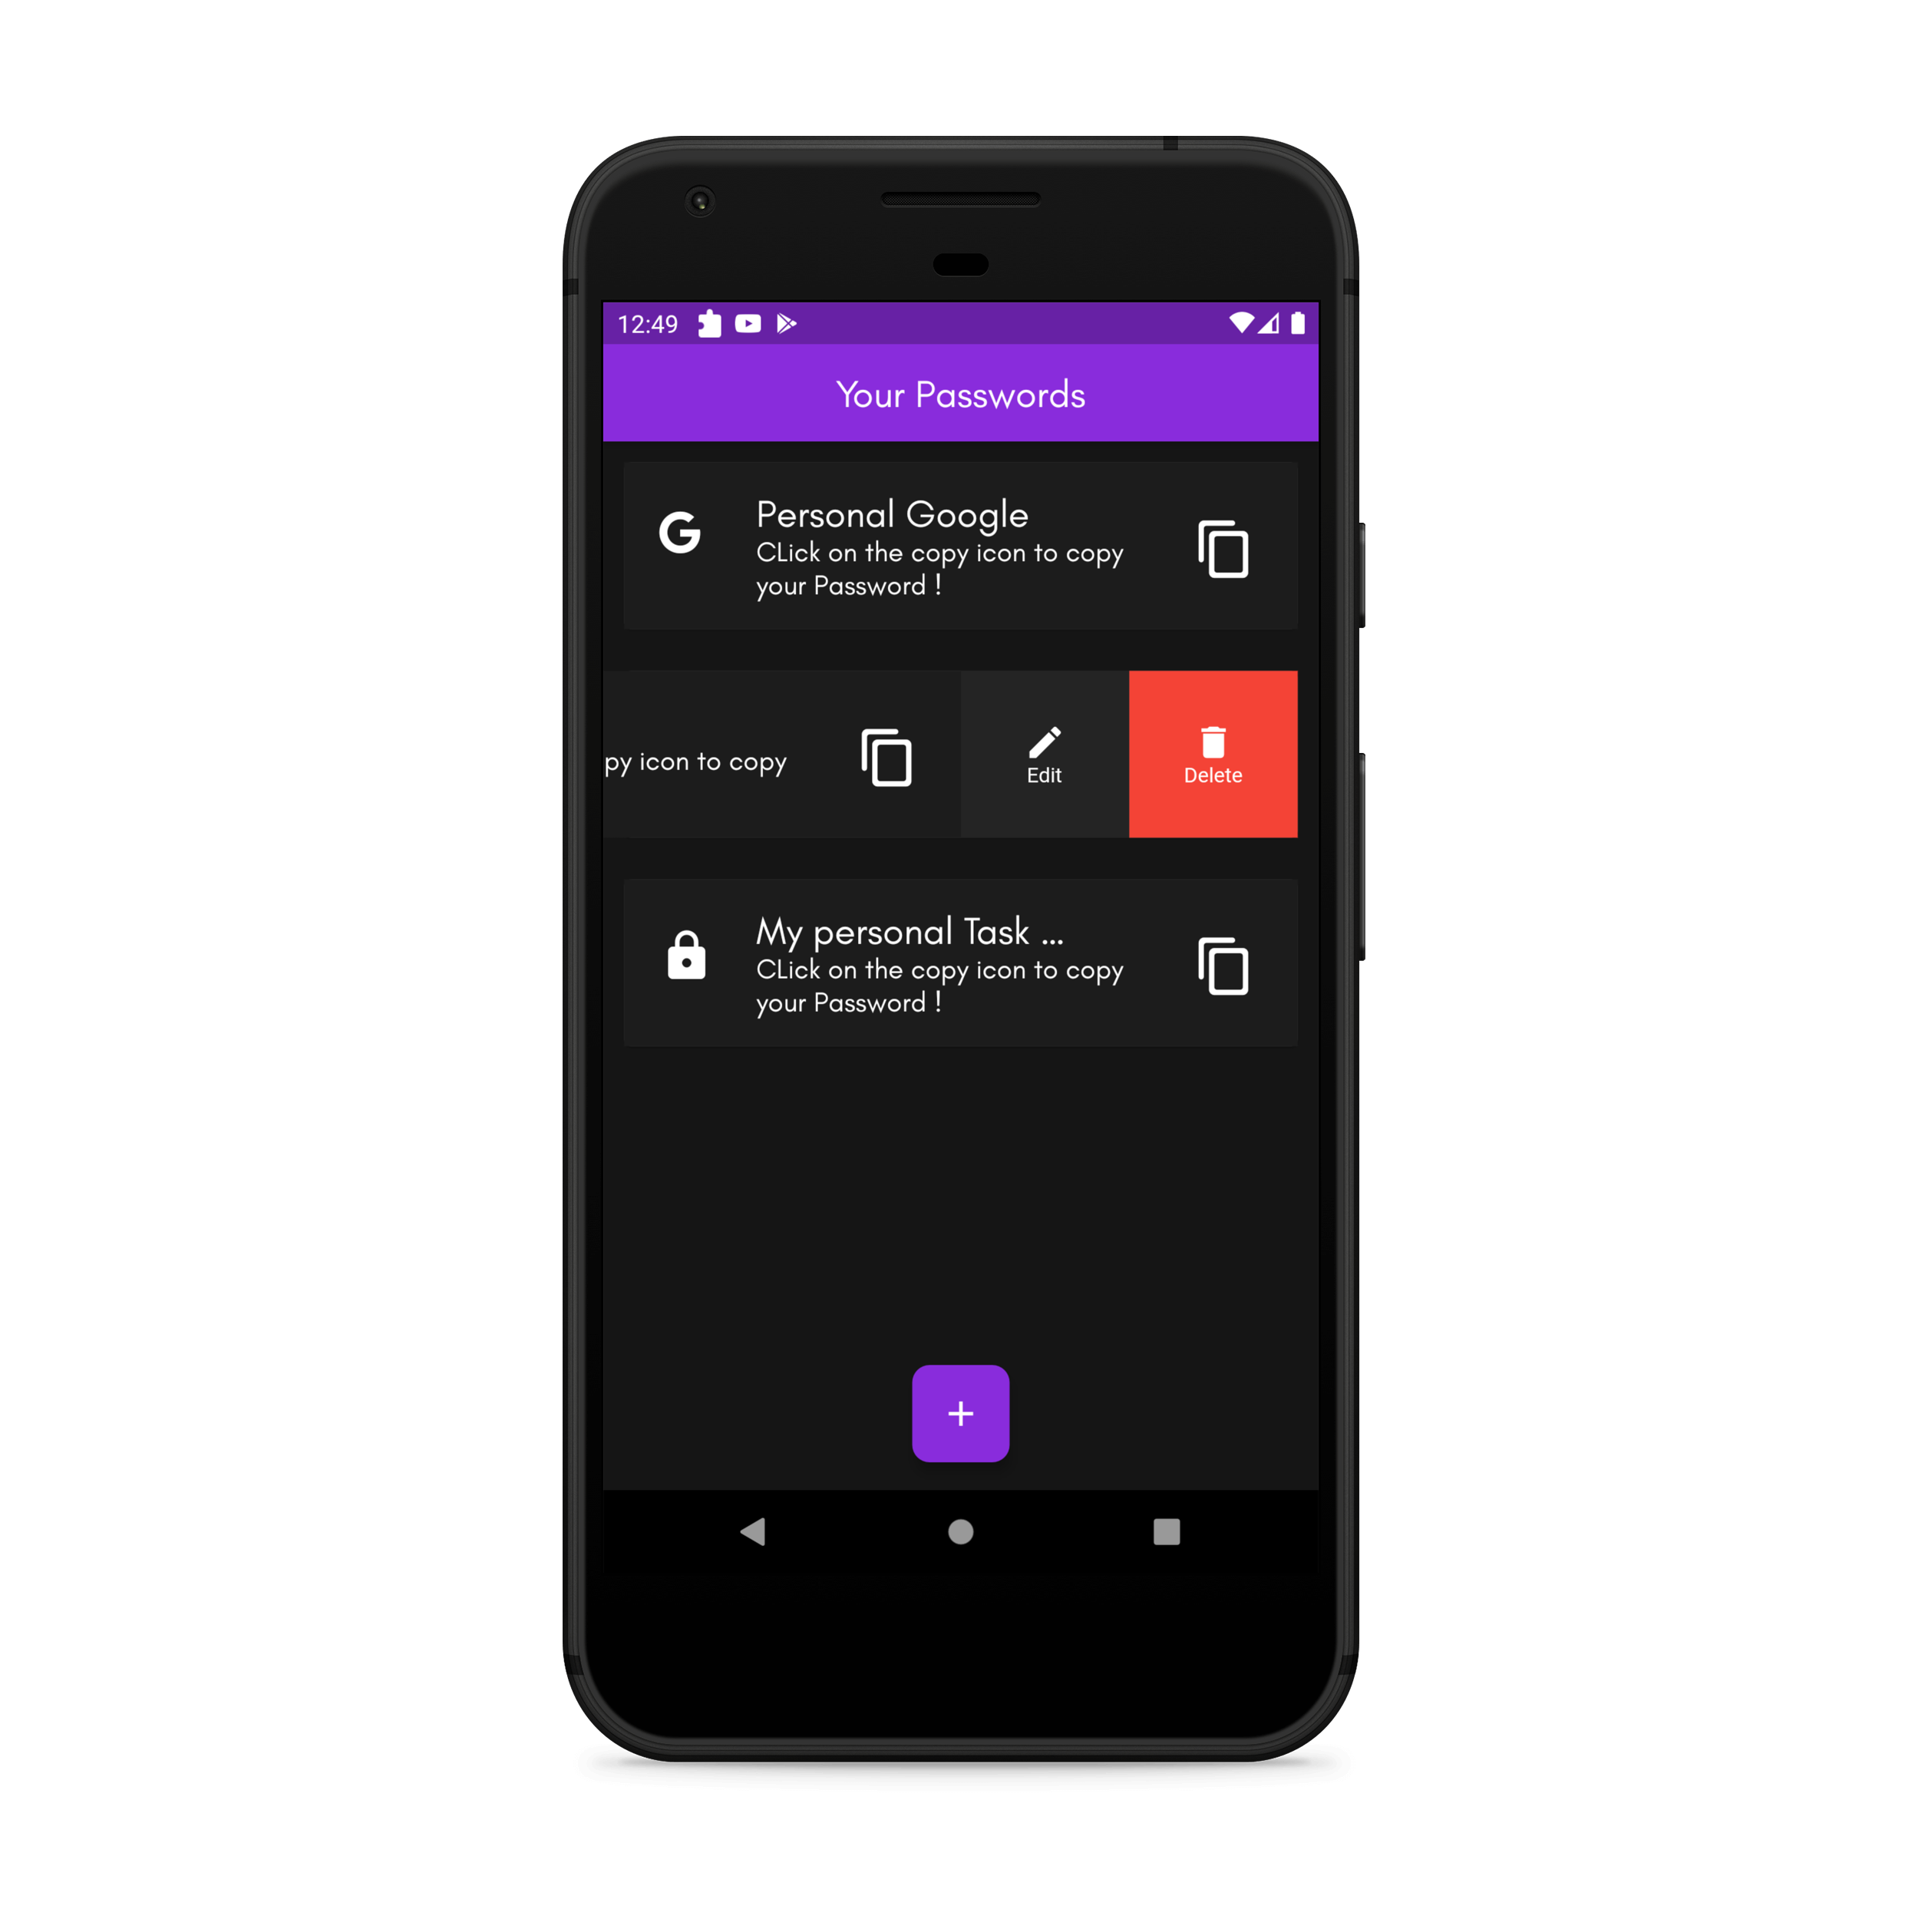 12:49
Your Passwords
Personal Google
CLick on the copy icon to copy
your Password !
icon to copy
Edit
Delete
My personal Task ...
CLick on the copy icon to copy
your Password !